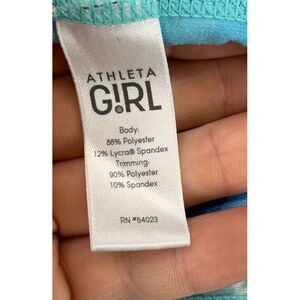 ATHLETA
G!RL
Body:
88% Polyester
12% Lycra® Spandex
Trimming:
90% Polyester
10% Spandex
RN #54023